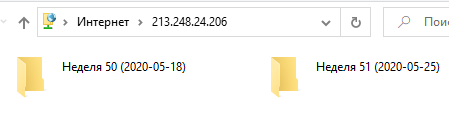 Интернет > 213.248.24.206
Поис
Неделя 50 (2020-05-18)
Неделя 51 (2020-05-25)